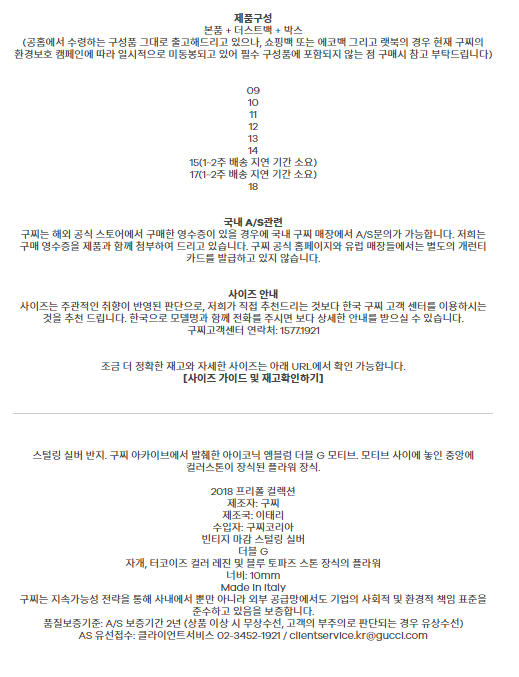 제품구성
본품 + 더스트백 + 박스
(공홈에서 수령하는 구성품 그대로 출고해드리고 있으나, 쇼핑백 또는 에코백 그리고 랫북의 경우 현재 구찌의
환경보호 캠페인에 따라 일시적으로 미동봉되고 있어 필수 구성품에 포함되지 않는 점 구매시 참고 부탁드립니다)
09
10
11
12
13
14
15(1-2주 배송 지연 기간 소요)
17(1-2주 배송 지연 기간 소요)
18
국내 A/S관련
구찌는 해외 공식 스토어에서 구매한 영수증이 있을 경우에 국내 구찌 매장에서 A/S문의가 가능합니다. 저희는
구매 영수증을 제품과 함께 첨부하여 드리고 있습니다. 구찌 공식 홈페이지와 유럽 매장들에서는 별도의 개런티
카드를 발급하고 있지 않습니다.
사이즈 안내
사이즈는 주관적인 취향이 반영된 판단으로, 저희가 직접 추천드리는 것보다 한국 구찌 고객 센터를 이용하시는
것을 추천 드립니다. 한국으로 모델명과 함께 전화를 주시면 보다 상세한 안내를 받으실 수 있습니다.
구찌고객센터 연락처: 1577.1921
조금 더 정확한 재고와 자세한 사이즈는 아래 URL에서 확인 가능합니다.
[사이즈 가이드 및 재고확인하기]
스털링 실버 반지. 구찌 아카이브에서 발췌한 아이코닉 엠블럼 더블 G 모티브. 모티브 사이에 놓인 중앙에
컬러스톤이 장식된 플라워 장식.
2018 프리폴 컬렉션
제조자: 구찌
제조국: 이태리
수입자: 구찌코리아
빈티지 마감 스털링 실버
더블 G
자개, 터코이즈 컬러 레진 및 블루 토파즈 스톤 장식의 플라워
너비: 10mm
Made In Italy
구찌는 지속가능성 전략을 통해 사내에서 뿐만 아니라 외부 공급망에서도 기업의 사회적 및 환경적 책임 표준을
준수하고 있음을 보증합니다.
품질보증기준: A/S 보증기간 2년 (상품 이상 시 무상수선, 고객의 부주의로 판단되는 경우 유상수선)
AS 유선접수: 클라이언트서비스 02-3452-1921 / clientservice.kr@gucci.com